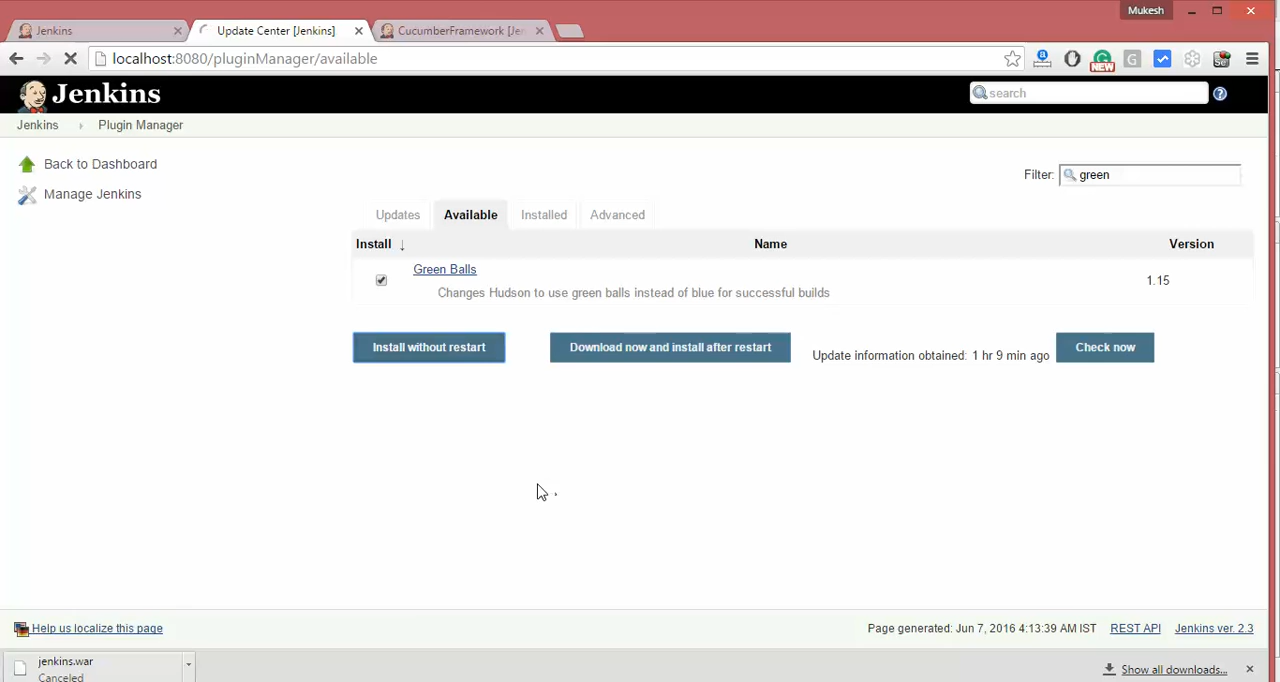 Mukesh
Jenkins
Update Center [Jenkins]
CucumberFramework [Jen
localhost:8080/pluginManager/available
NEW
Jenkins
search
Jenkins
Plugin Manager
Back to Dashboard
Manage Jenkins
Filter: green
Updates
Available
Installed
Advanced
Install ↓
Name
Version
Green Balls
Changes Hudson to use green balls instead of blue for successful builds
1.15
Install without restart
Download now and install after restart
Update information obtained: 1 hr 9 min ago
Check now
Help us localize this page
Page generated: Jun 7, 2016 4:13:39 AM IST
REST API
Jenkins ver. 2.3
jenkins.war
Canceled
Show all downloads...